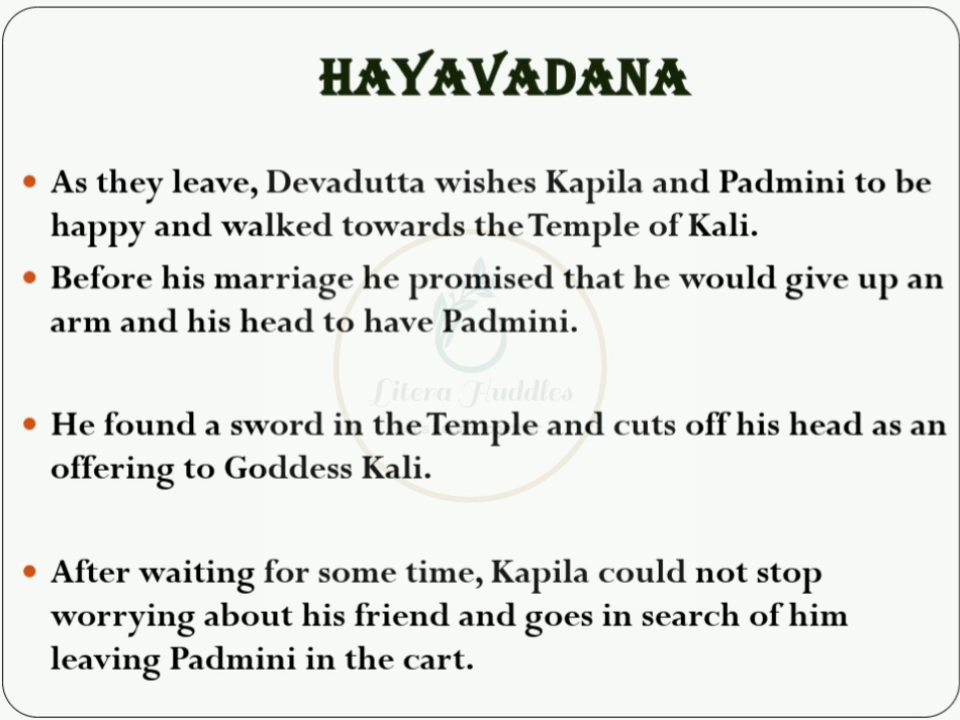 HAYAVADANA
• As they leave, Devadutta wishes Kapila and Padmini to be
happy and walked towards the Temple of Kali.
• Before his marriage he promised that he would give up an
arm and his head to have Padmini.
Litera Huddles
• He found a sword in the Temple and cuts off his head as an
offering to Goddess Kali.
• After waiting for some time, Kapila could not stop
worrying about his friend and goes in search of him
leaving Padmini in the cart.